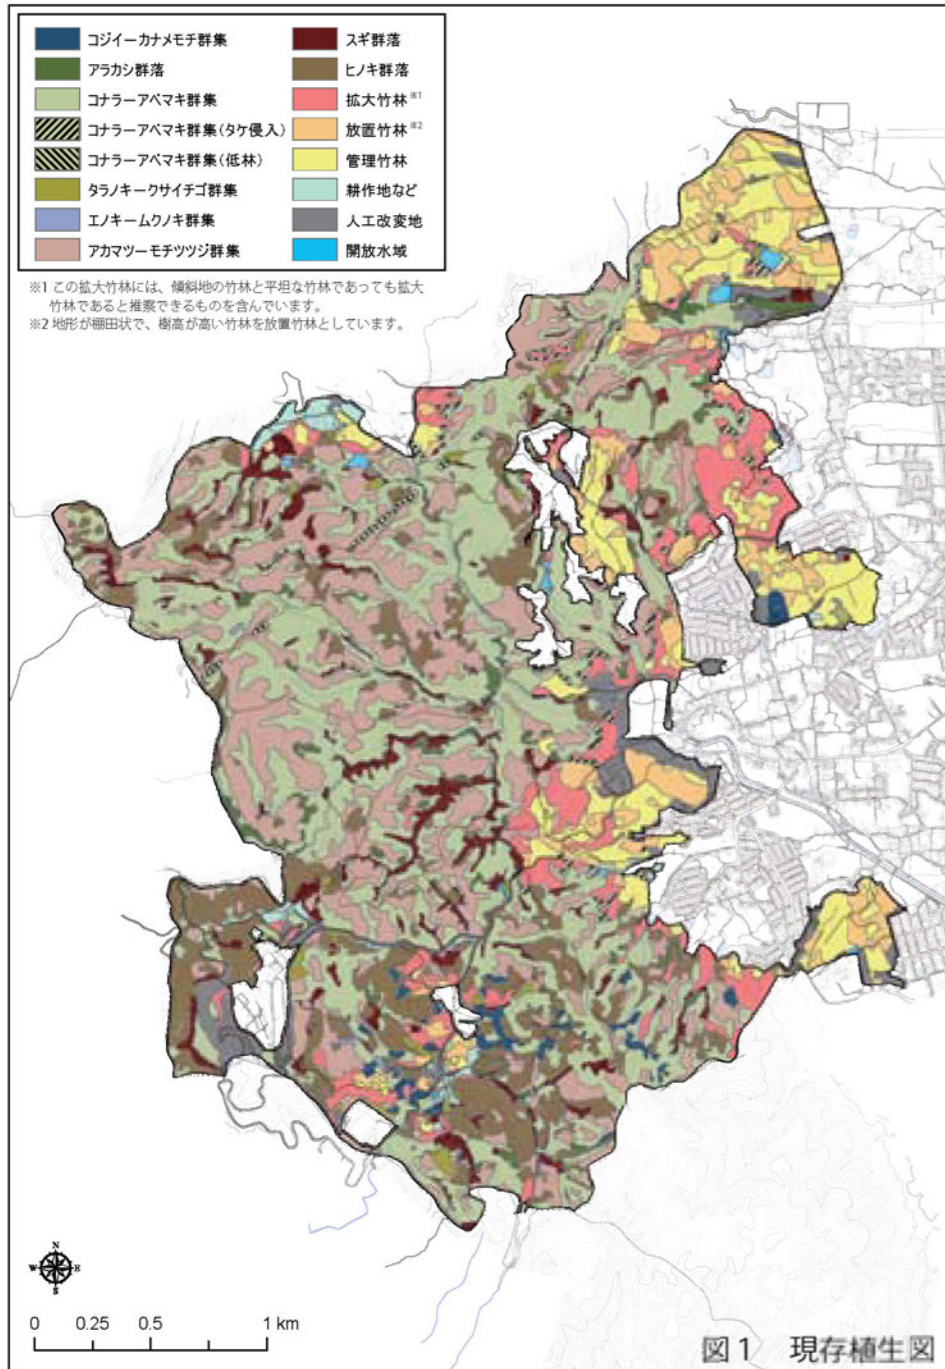 コジイーカナメモチ群集
アラカシ群落
コナラーアベマキ群集
コナラーアベマキ群集(タケ侵入)
コナラーアベマキ群集(低林)
タラノキークサイチゴ群集
エノキームクノキ群集
アカマツーモチツツジ群集
スギ群落
ヒノキ群落
拡大竹林※1
放置竹林※2
管理竹林
耕作地など
人工改変地
開放水域
※1 この拡大竹林には、傾斜地の竹林と平坦な竹林であっても拡大
竹林であると推察できるものを含んでいます。
※2 地形が棚田状で、樹高が高い竹林を放置竹林としています。
N
W E
S
0 0.25 0.5 1 km
図1 現存植生図